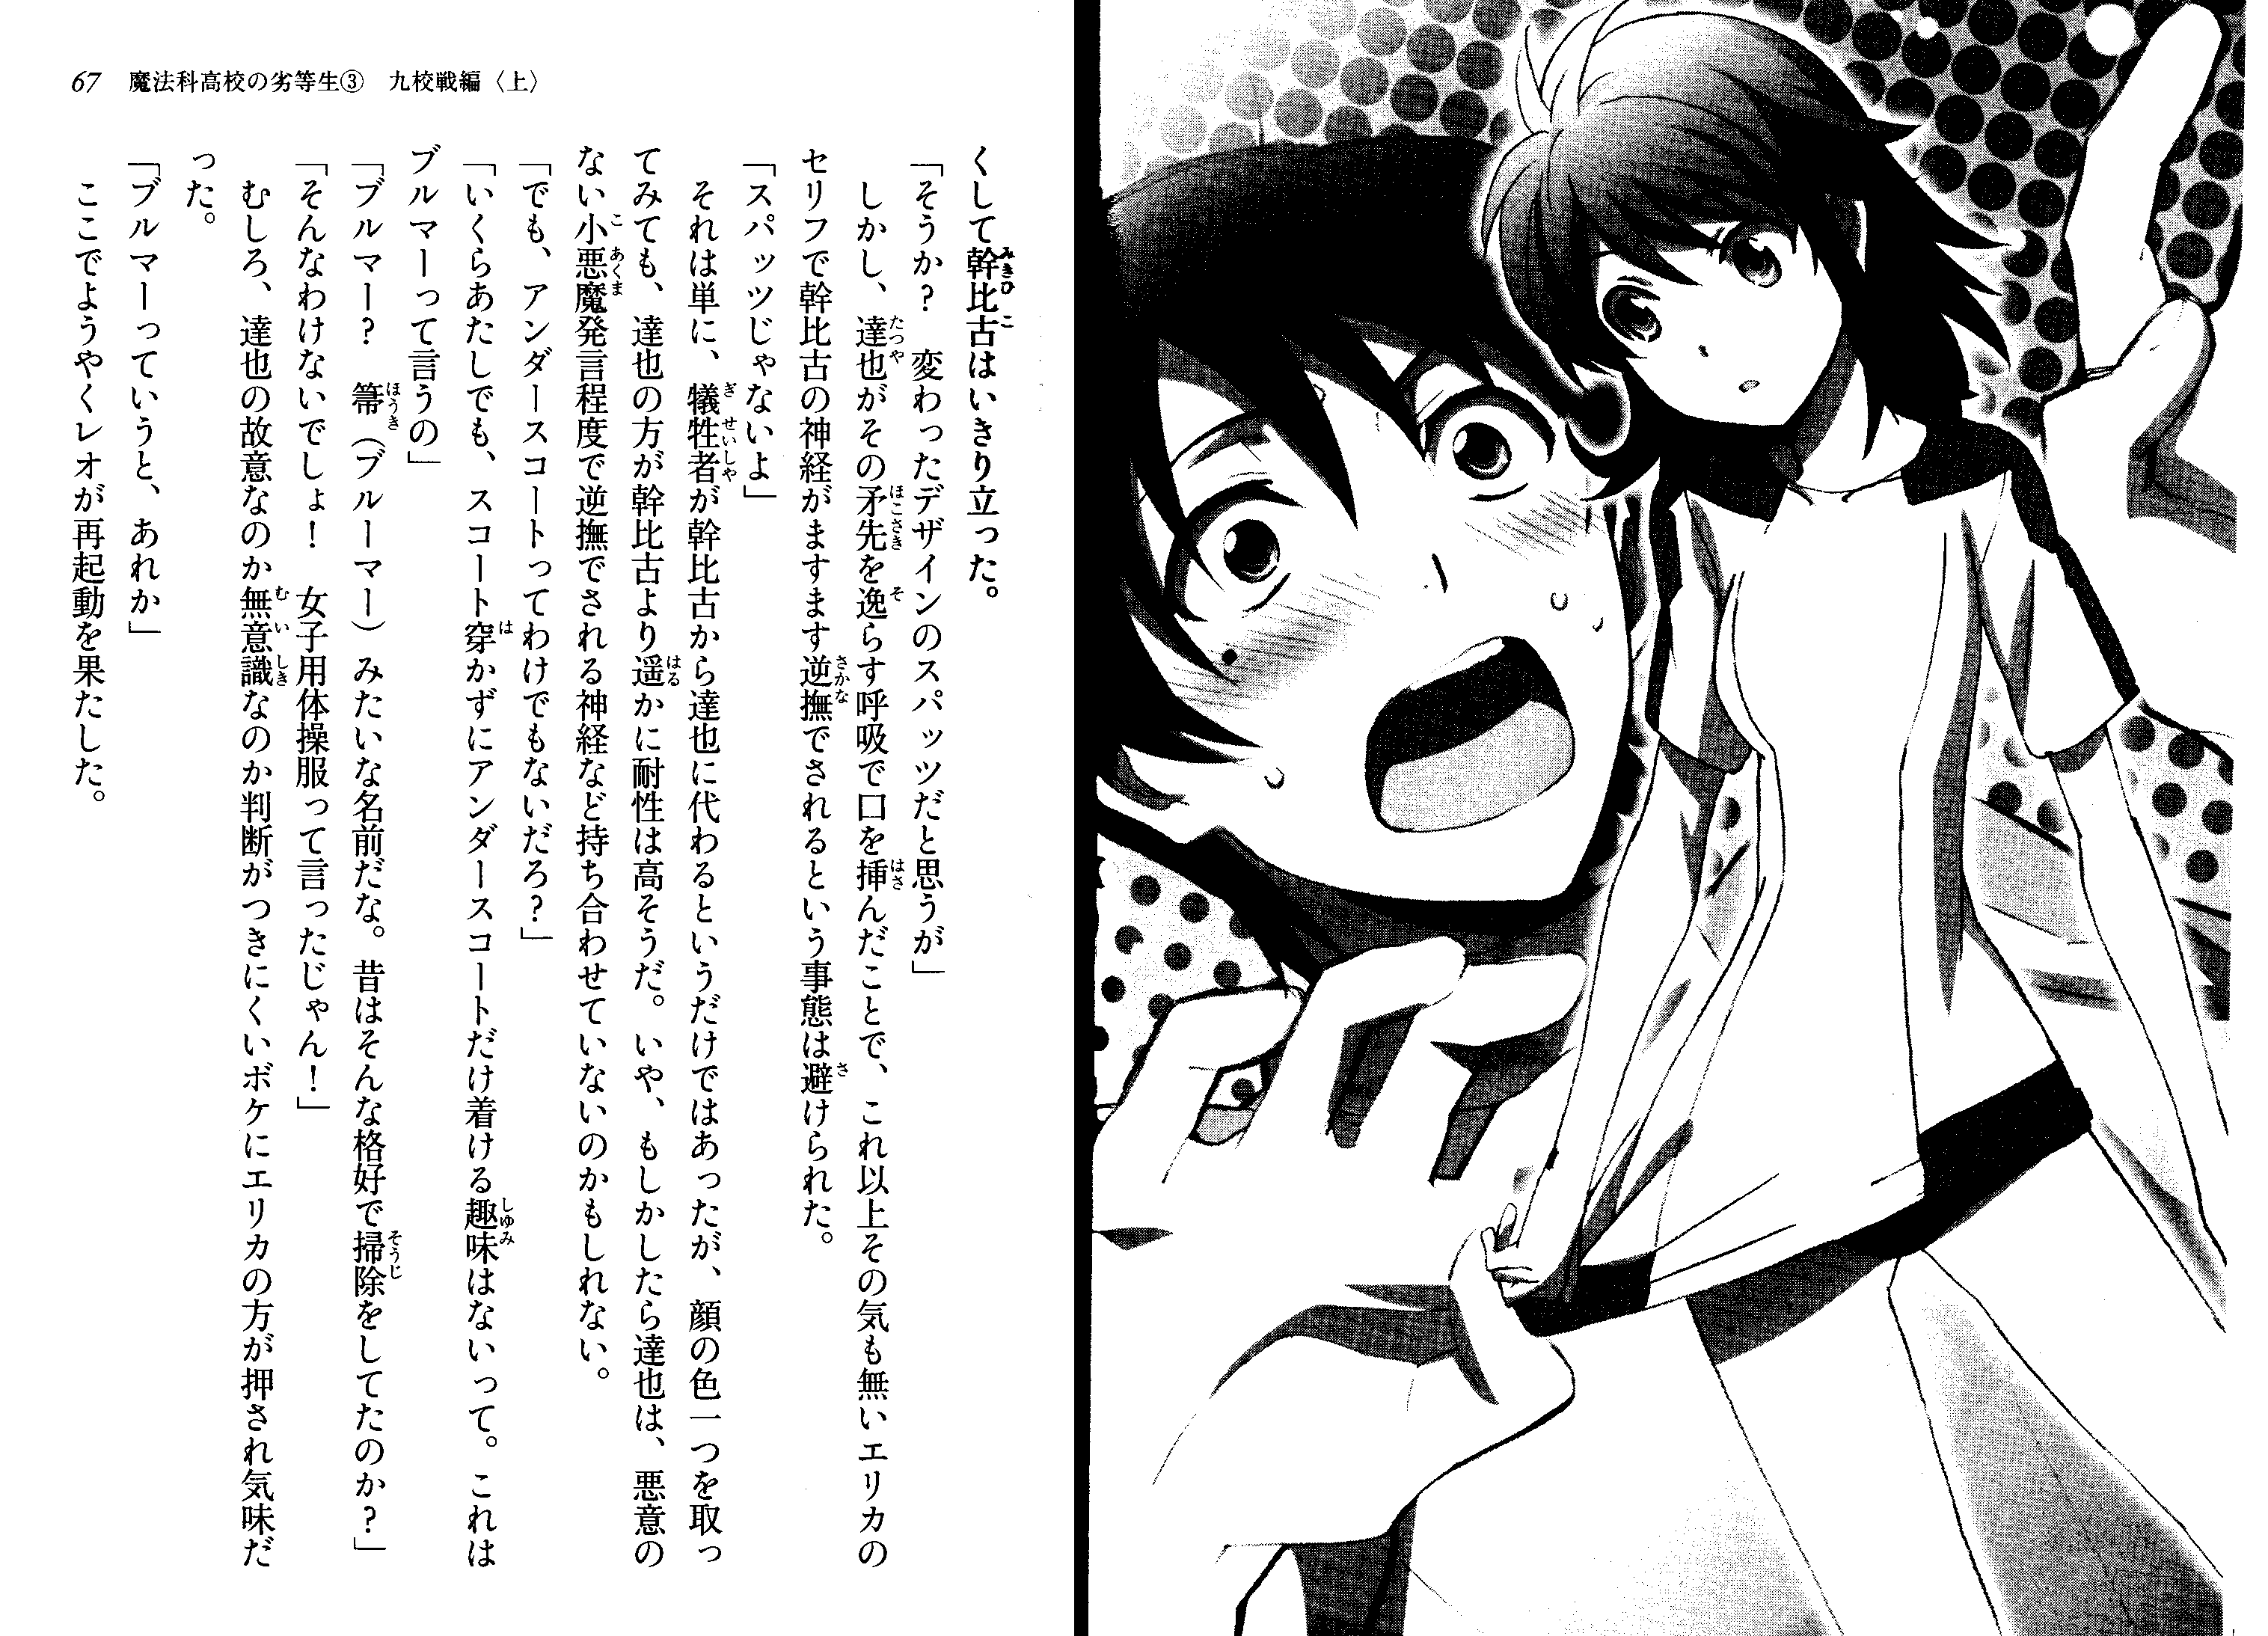 67 魔法科高校の劣等生③ 九校戦編〈上〉
くして幹比古はいきり立った。
「そうか？ 変わったデザインのスパッツだと思うが」
しかし、達也がその矛先を逸らす呼吸で口を挿んだことで、これ以上その気も無いエリカの
セリフで幹比古の神経がますます逆撫でされるという事態は避けられた。
「スパッツじゃないよ」
それは単に、犠牲者が幹比古から達也に代わるというだけではあったが、顔の色一つを取っ
てみても、達也の方が幹比古より遥かに耐性は高そうだ。いや、もしかしたら達也は、悪意の
ない小悪魔発言程度で逆撫でされる神経など持ち合わせていないのかもしれない。
「でも、アンダースコートってわけでもないだろ？」
「いくらあたしでも、スコート穿かずにアンダースコートだけ着ける趣味はないって。これは
ブルマーって言うの」
「ブルマー？ 箒（ブルーマー）みたいな名前だな。昔はそんな格好で掃除をしてたのか？」
「そんなわけないでしょ！ 女子用体操服って言ったじゃん！」
むしろ、達也の故意なのか無意識なのか判断がつきにくいボケにエリカの方が押され気味だ
った。
「ブルマーっていうと、あれか」
ここでようやくレオが再起動を果たした。